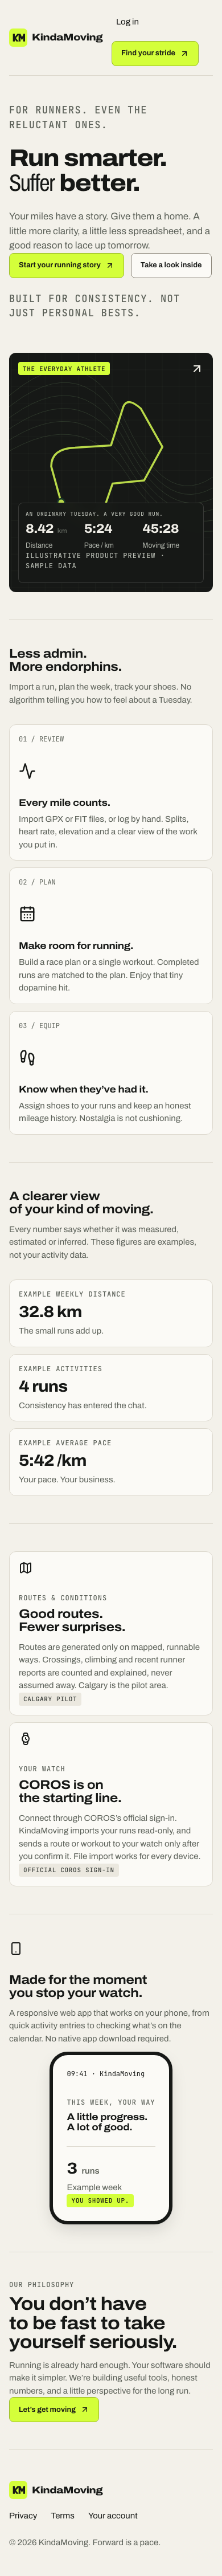 Log in
KM KindaMoving
Find your stride
FOR RUNNERS. EVEN THE
RELUCTANT ONES.
Run smarter.
Suffer better.
Your miles have a story. Give them a home. A
little more clarity, a little less spreadsheet, and a
good reason to lace up tomorrow.
Start your running story
Take a look inside
BUILT FOR CONSISTENCY. NOT
JUST PERSONAL BESTS.
THE EVERYDAY ATHLETE
AN ORDINARY TUESDAY. A VERY GOOD RUN.
8.42 km 5:24 45:28
Distance Pace / km Moving time
ILLUSTRATIVE PRODUCT PREVIEW ·
SAMPLE DATA
Less admin.
More endorphins.
Import a run, plan the week, track your shoes. No
algorithm telling you how to feel about a Tuesday.
01 / REVIEW
Every mile counts.
Import GPX or FIT files, or log by hand. Splits,
heart rate, elevation and a clear view of the work
you put in.
02 / PLAN
Make room for running.
Build a race plan or a single workout. Completed
runs are matched to the plan. Enjoy that tiny
dopamine hit.
03 / EQUIP
Know when they've had it.
Assign shoes to your runs and keep an honest
mileage history. Nostalgia is not cushioning.
A clearer view
of your kind of moving.
Every number says whether it was measured,
estimated or inferred. These figures are examples,
not your activity data.
EXAMPLE WEEKLY DISTANCE
32.8 km
The small runs add up.
EXAMPLE ACTIVITIES
4 runs
Consistency has entered the chat.
EXAMPLE AVERAGE PACE
5:42 /km
Your pace. Your business.
ROUTES & CONDITIONS
Good routes.
Fewer surprises.
Routes are generated only on mapped, runnable
ways. Crossings, climbing and recent runner
reports are counted and explained, never
assumed away. Calgary is the pilot area.
CALGARY PILOT
YOUR WATCH
COROS is on
the starting line.
Connect through COROS's official sign-in.
KindaMoving imports your runs read-only, and
sends a route or workout to your watch only after
you confirm it. File import works for every device.
OFFICIAL COROS SIGN-IN
Made for the moment
you stop your watch.
A responsive web app that works on your phone, from
quick activity entries to checking what's on the
calendar. No native app download required.
09:41 · KindaMoving
THIS WEEK, YOUR WAY
A little progress.
A lot of good.
3 runs
Example week
YOU SHOWED UP.
OUR PHILOSOPHY
You don't have
to be fast to take
yourself seriously.
Running is already hard enough. Your software should
make it simpler. We're building useful tools, honest
numbers, and a little perspective for the long run.
Let's get moving
KM KindaMoving
Privacy Terms Your account
© 2026 KindaMoving. Forward is a pace.